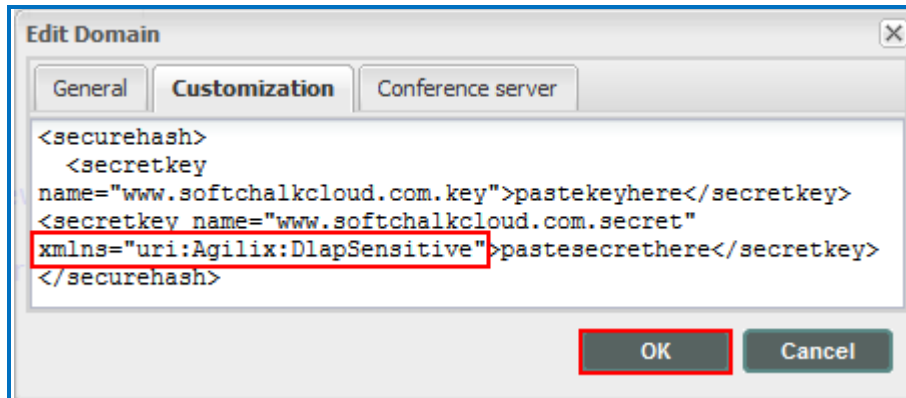 Edit Domain
General Customization Conference server
<securehash>
  <secretkey
name="www.softchalkcloud.com.key">pastekeyhere</secretkey>
<secretkey name="www.softchalkcloud.com.secret"
xmlns="uri:Agilix:DlapSensitive">pastesecrethere</secretkey>
</securehash>
OK Cancel